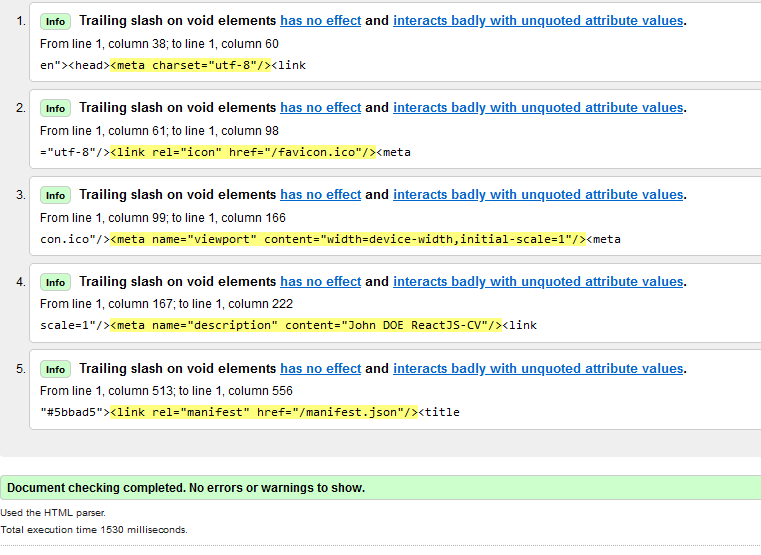 1. Info Trailing slash on void elements has no effect and interacts badly with unquoted attribute values.
From line 1, column 38; to line 1, column 60
en"><head><meta charset="utf-8"/><link
2. Info Trailing slash on void elements has no effect and interacts badly with unquoted attribute values.
From line 1, column 61; to line 1, column 98
="utf-8"/><link rel="icon" href="/favicon.ico"/><meta
3. Info Trailing slash on void elements has no effect and interacts badly with unquoted attribute values.
From line 1, column 99; to line 1, column 166
con.ico"/><meta name="viewport" content="width=device-width,initial-scale=1"/><meta
4. Info Trailing slash on void elements has no effect and interacts badly with unquoted attribute values.
From line 1, column 167; to line 1, column 222
scale=1"/><meta name="description" content="John DOE ReactJS-CV"/><link
5. Info Trailing slash on void elements has no effect and interacts badly with unquoted attribute values.
From line 1, column 513; to line 1, column 556
"#5bbad5"><link rel="manifest" href="/manifest.json"/><title
Document checking completed. No errors or warnings to show.
Used the HTML parser.
Total execution time 1530 milliseconds.